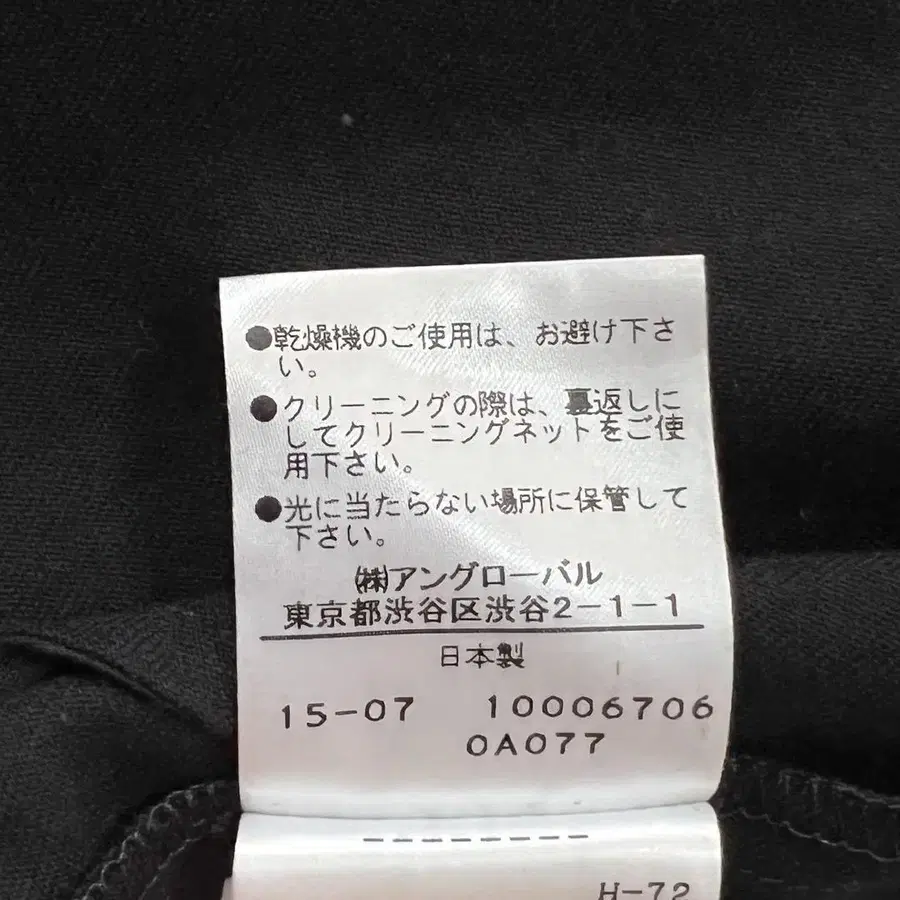 ●乾燥機のご使用は、お避け下さ
い。
●クリーニングの際は、裏返しに
してクリーニングネットをご使
用下さい。
●光に当たらない場所に保管して
下さい。
㈱アングローバル
東京都渋谷区渋谷2-1-1
日本製
15-07 100067060
0A077
--------
H-72